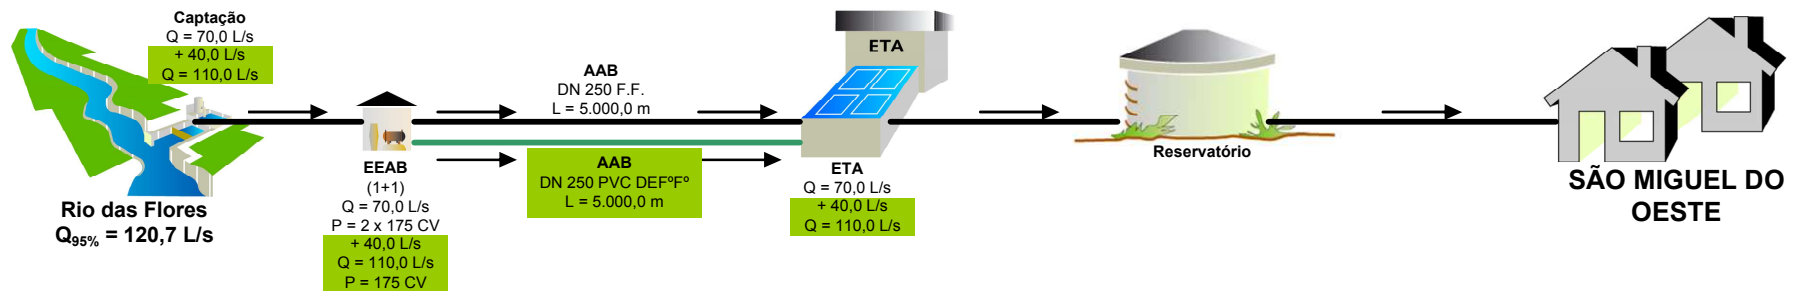 Captação
Q = 70,0 L/s
+ 40,0 L/s
Q = 110,0 L/s
Rio das Flores
Q95% = 120,7 L/s
EEAB
(1+1)
Q = 70,0 L/s
P = 2 x 175 CV
+ 40,0 L/s
Q = 110,0 L/s
P = 175 CV
AAB
DN 250 F.F.
L = 5.000,0 m
AAB
DN 250 PVC DEFºFº
L = 5.000,0 m
ETA
ETA
Q = 70,0 L/s
+ 40,0 L/s
Q = 110,0 L/s
Reservatório
SÃO MIGUEL DO
OESTE